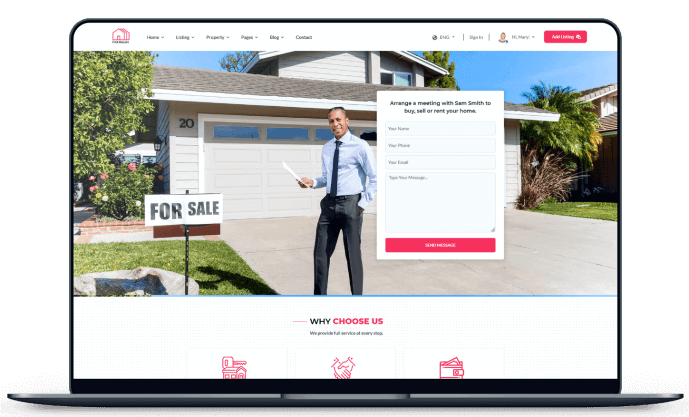 Home Listing Property Pages Blog Contact ENG Sign In Hi, Mary! Add Listing
20
FOR SALE
Arrange a meeting with Sam Smith to
buy, sell or rent your home.
Your Name
Your Phone
Your Email
Type Your Message...
SEND MESSAGE
WHY CHOOSE US
We provide full service at every step.